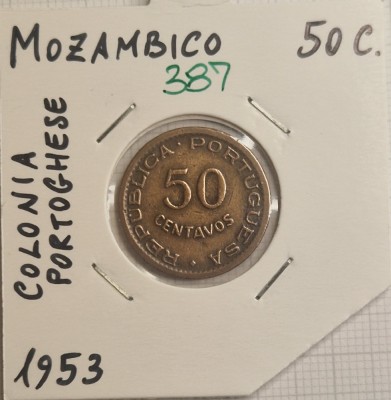 MOZAMBICO 50 C.
387
COLONIA
PORTOGHESE
REPUBLICA · PORTUGUESA ·
50
CENTAVOS
1953